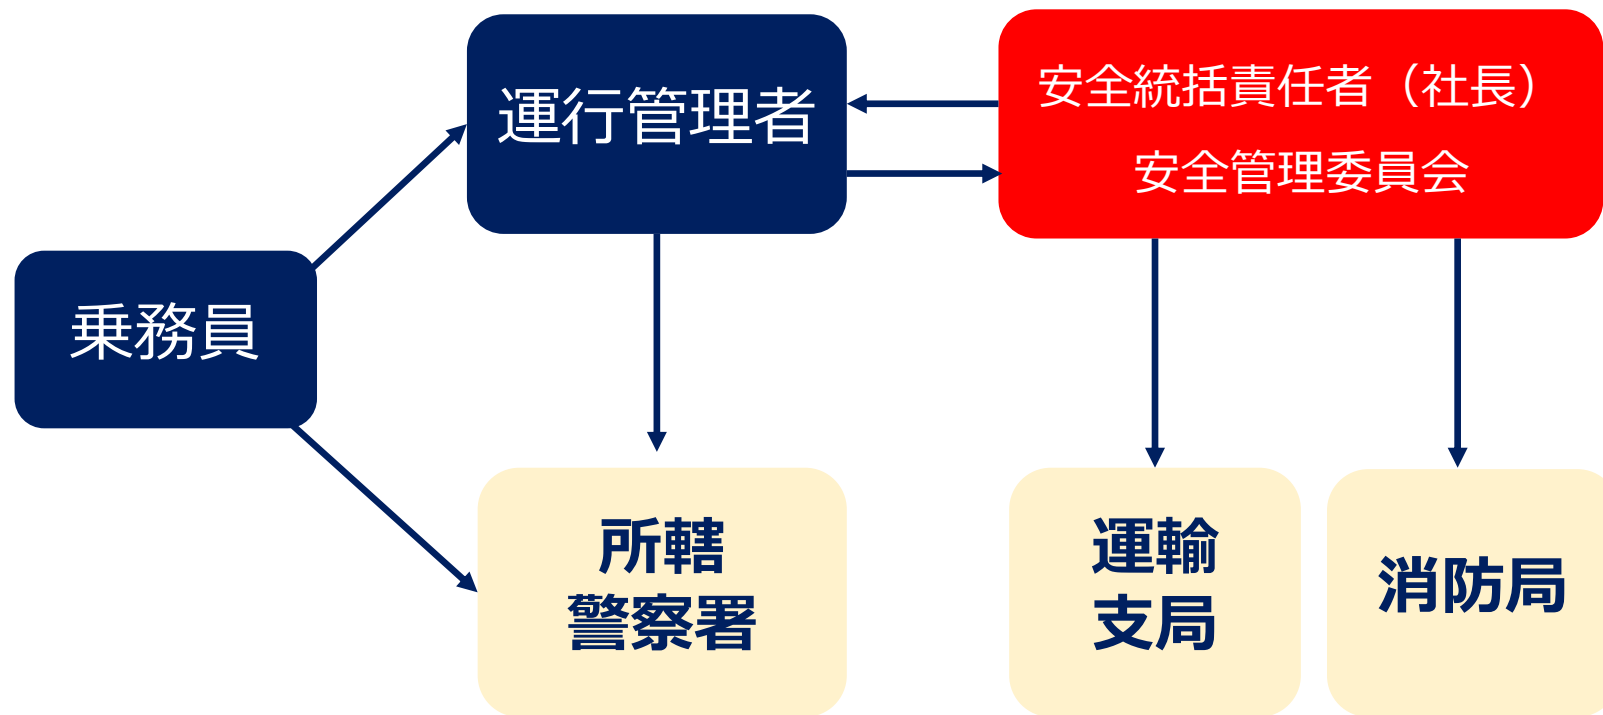 運行管理者
安全統括責任者（社長）
安全管理委員会
乗務員
所轄
警察署
運輸
支局
消防局